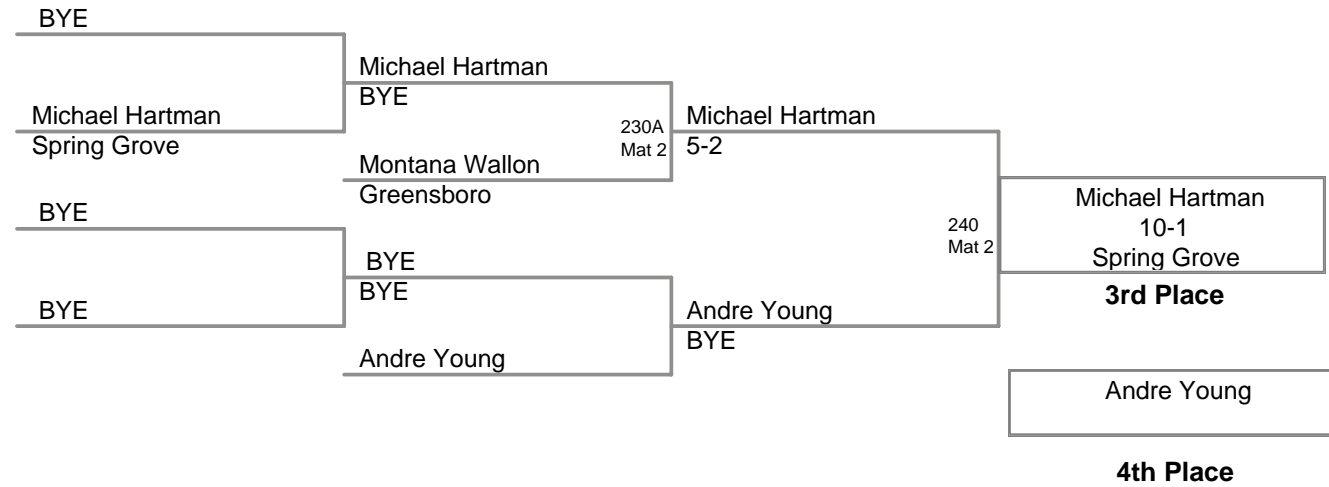 BYE
Michael Hartman
Spring Grove
BYE
BYE
Michael Hartman
BYE
Montana Wallon
Greensboro
BYE
BYE
Andre Young
230A
Mat 2
Michael Hartman
5-2
Andre Young
BYE
240
Mat 2
Michael Hartman
10-1
Spring Grove
3rd Place
Andre Young
4th Place